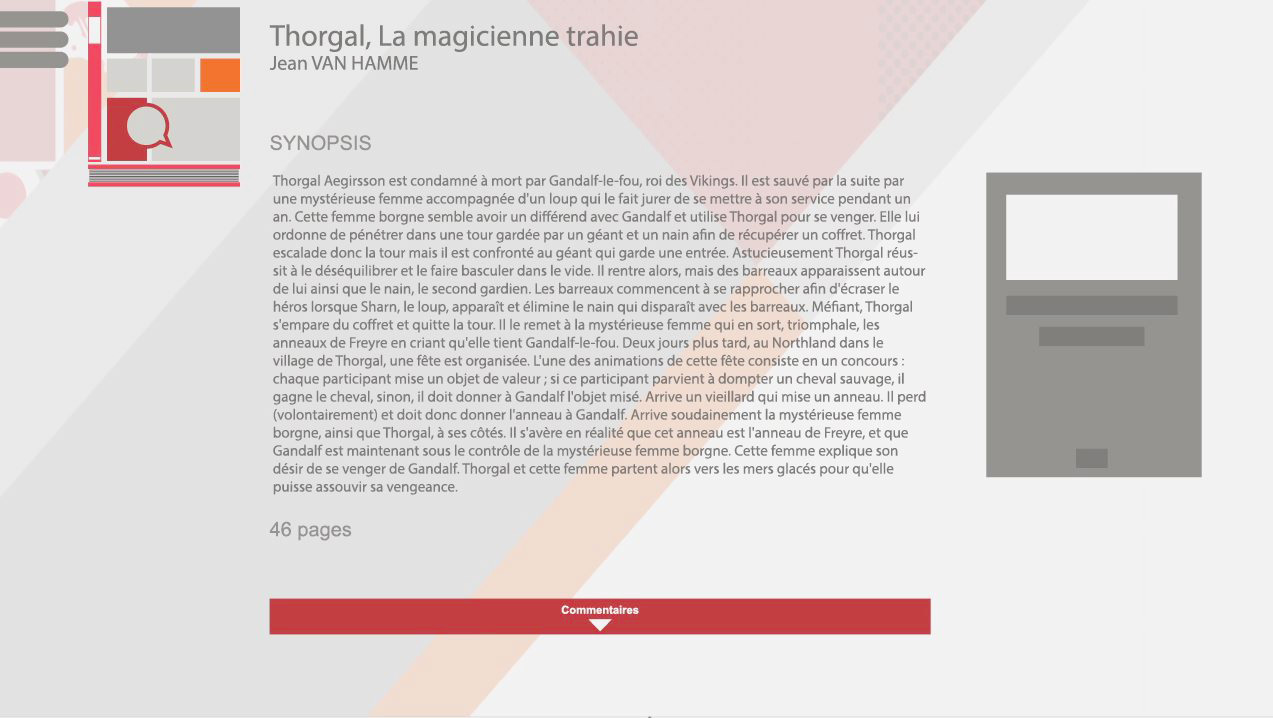 Thorgal, La magicienne trahie
Jean VAN HAMME
SYNOPSIS
Thorgal Aegirsson est condamné à mort par Gandalf-le-fou, roi des Vikings. Il est sauvé par la suite par
une mystérieuse femme accompagnée d'un loup qui le fait jurer de se mettre à son service pendant un
an. Cette femme borgne semble avoir un différend avec Gandalf et utilise Thorgal pour se venger. Elle lui
ordonne de pénétrer dans une tour gardée par un géant et un nain afin de récupérer un coffret. Thorgal
escalade donc la tour mais il est confronté au géant qui garde une entrée. Astucieusement Thorgal réus-
sit à le déséquilibrer et le faire basculer dans le vide. Il rentre alors, mais des barreaux apparaissent autour
de lui ainsi que le nain, le second gardien. Les barreaux commencent à se rapprocher afin d'écraser le
héros lorsque Sharn, le loup, apparaît et élimine le nain qui disparaît avec les barreaux. Méfiant, Thorgal
s'empare du coffret et quitte la tour. Il le remet à la mystérieuse femme qui en sort, triomphale, les
anneaux de Freyre en criant qu'elle tient Gandalf-le-fou. Deux jours plus tard, au Northland dans le
village de Thorgal, une fête est organisée. L'une des animations de cette fête consiste en un concours :
chaque participant mise un objet de valeur ; si ce participant parvient à dompter un cheval sauvage, il
gagne le cheval, sinon, il doit donner à Gandalf l'objet misé. Arrive un vieillard qui mise un anneau. Il perd
(volontairement) et doit donc donner l'anneau à Gandalf. Arrive soudainement la mystérieuse femme
borgne, ainsi que Thorgal, à ses côtés. Il s'avère en réalité que cet anneau est l'anneau de Freyre, et que
Gandalf est maintenant sous le contrôle de la mystérieuse femme borgne. Cette femme explique son
désir de se venger de Gandalf. Thorgal et cette femme partent alors vers les mers glacés pour qu'elle
puisse assouvir sa vengeance.
46 pages
Commentaires